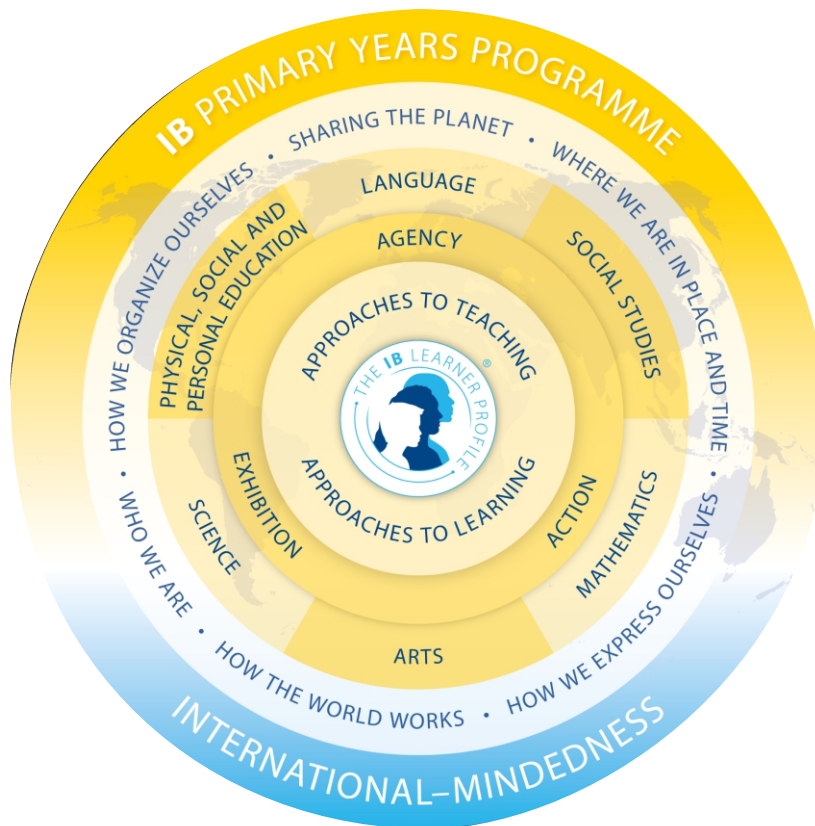 IB PRIMARY YEARS PROGRAMME
SHARING THE PLANET
•
WHERE WE ARE IN PLACE AND TIME
•
HOW WE EXPRESS OURSELVES
•
HOW THE WORLD WORKS
•
WHO WE ARE
•
HOW WE ORGANIZE OURSELVES
•
LANGUAGE
SOCIAL STUDIES
MATHEMATICS
ARTS
SCIENCE
PHYSICAL, SOCIAL AND
PERSONAL EDUCATION
AGENCY
ACTION
EXHIBITION
APPROACHES TO TEACHING
APPROACHES TO LEARNING
• THE IB LEARNER PROFILE •
®
INTERNATIONAL–MINDEDNESS